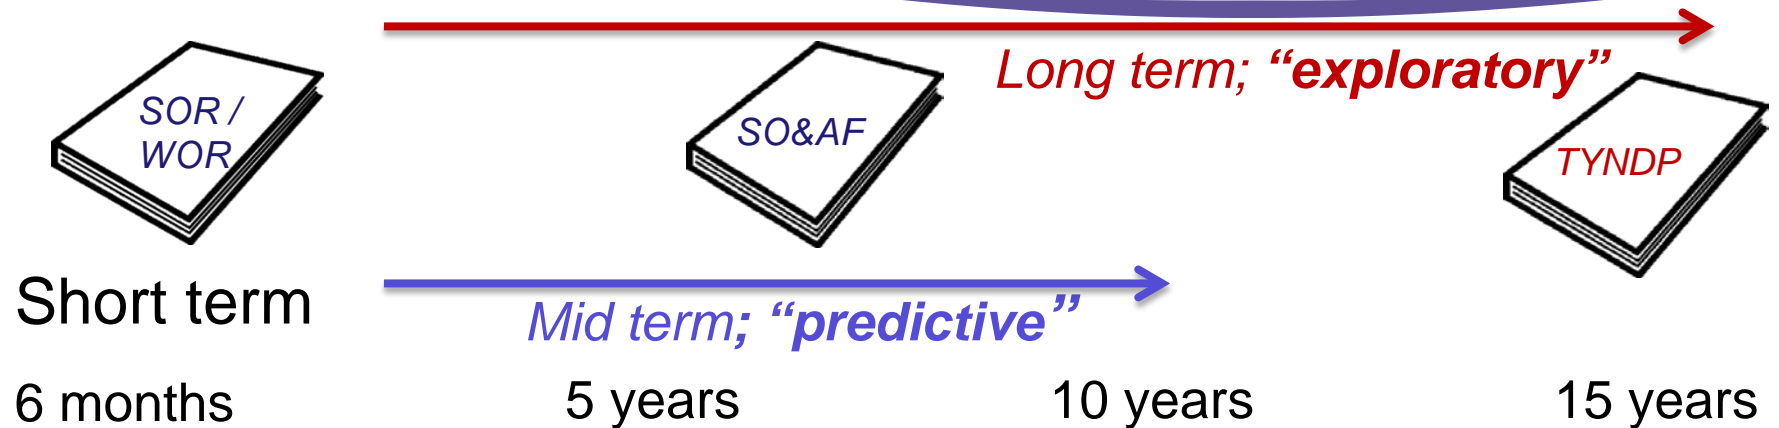 Long term; “exploratory”
SOR /
WOR
SO&AF
TYNDP
Short term
Mid term; “predictive”
6 months
5 years
10 years
15 years